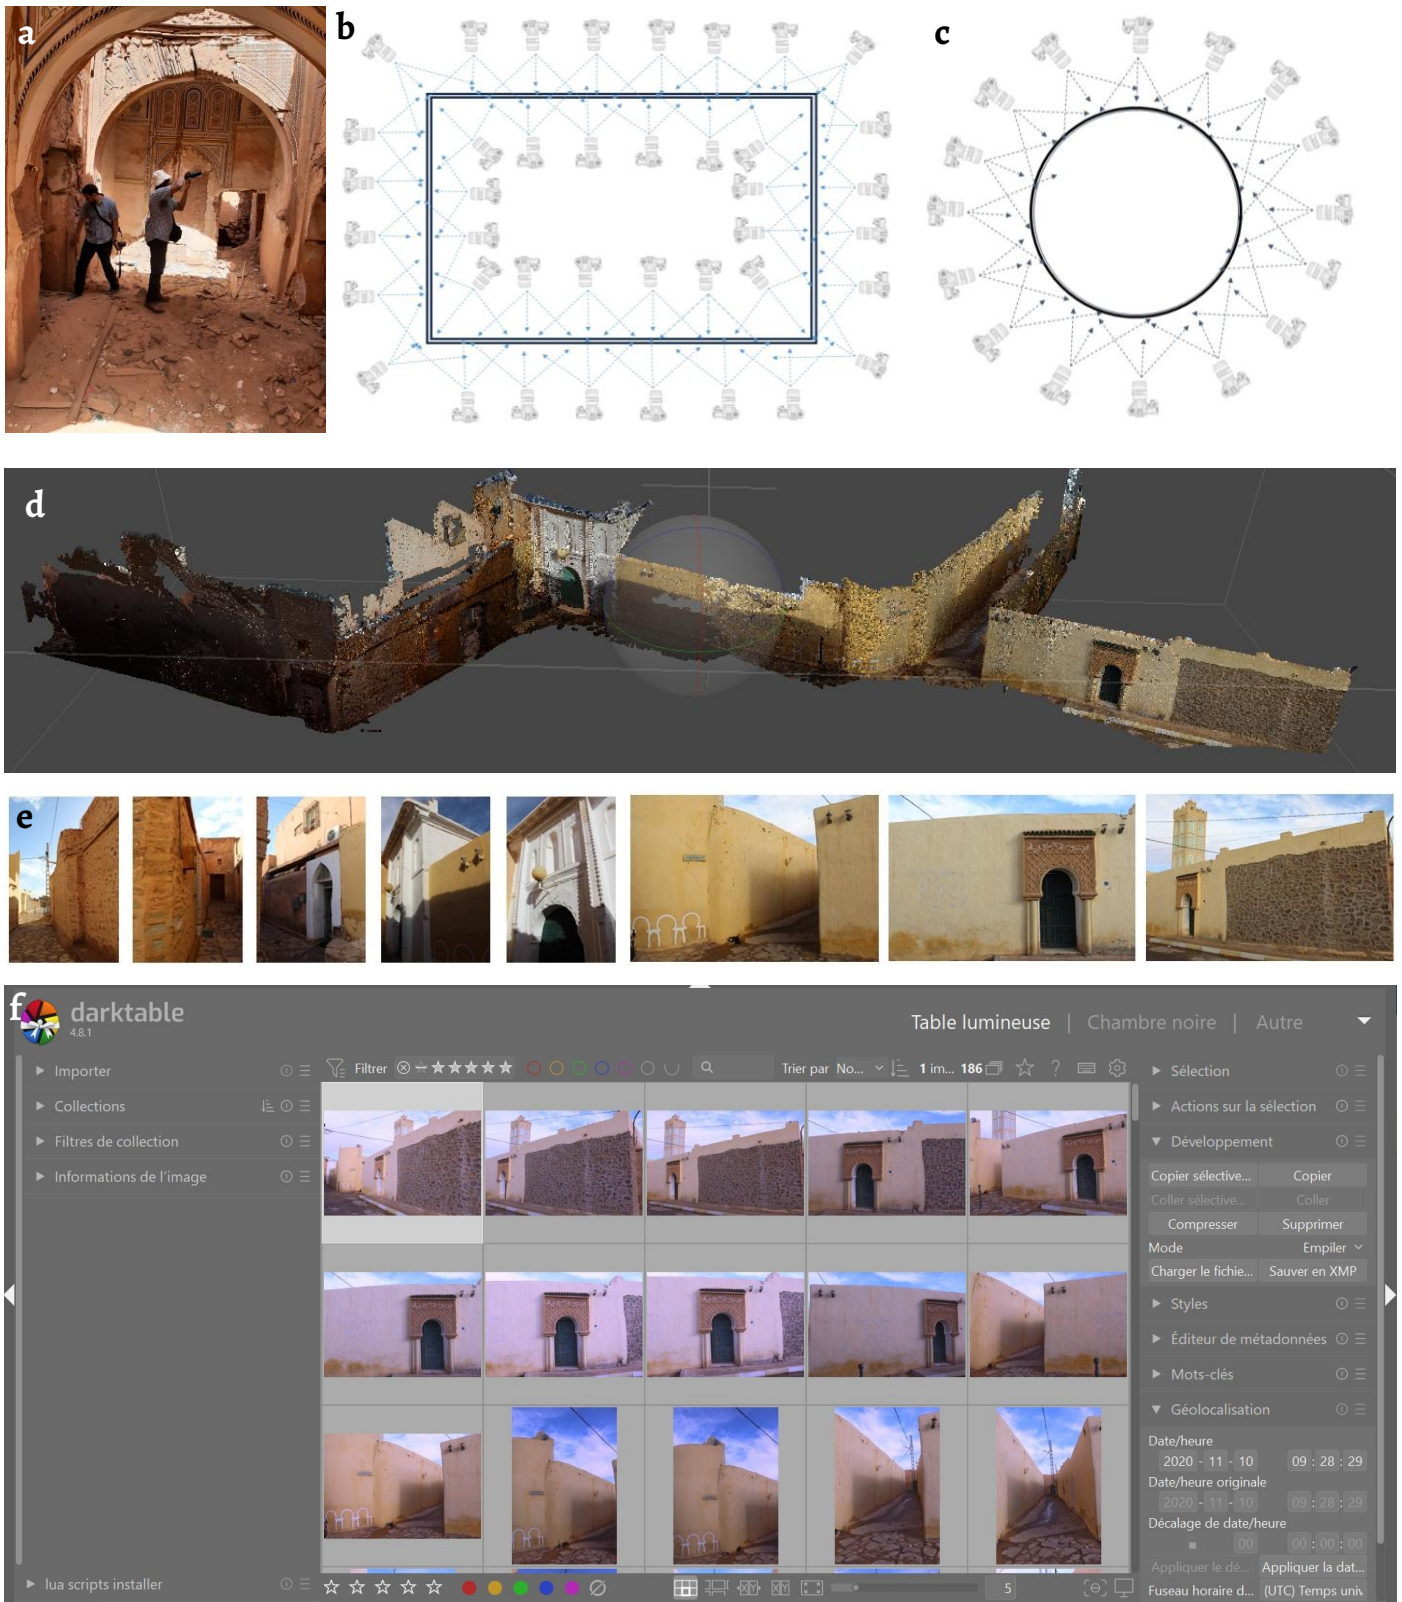 a
b
c
d
e
f
darktable
4.8.1
Table lumineuse | Chambre noire | Autre
Importer
Collections
Filtres de collection
Informations de l'image
lua scripts installer
Filtrer
Trier par No... 1 im... 186
Sélection
Actions sur la sélection
Développement
Copier sélective... Copier
Coller sélective... Coller
Compresser Supprimer
Mode Empiler
Charger le fichie... Sauver en XMP
Styles
Éditeur de métadonnées
Mots-clés
Géolocalisation
Date/heure
2020 - 11 - 10 09 : 28 : 29
Date/heure originale
2020 - 11 - 10 09 : 28 : 29
Décalage de date/heure
00 00 : 00 : 00
Appliquer le dé... Appliquer la dat...
Fuseau horaire d... (UTC) Temps univ
5